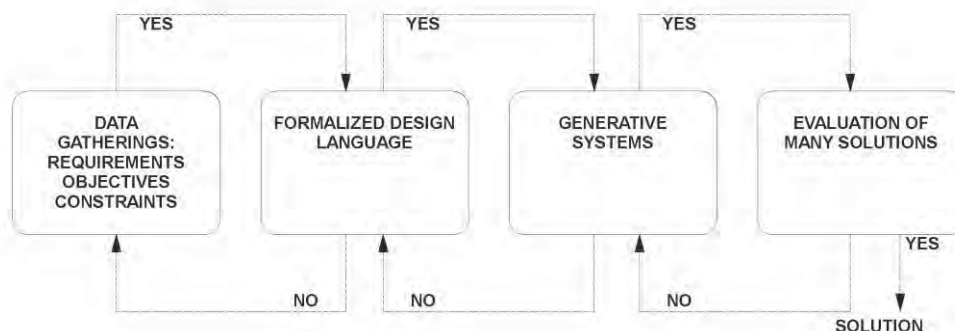 YES
YES
YES
DATA
GATHERINGS:
REQUIREMENTS
OBJECTIVES
CONSTRAINTS
FORMALIZED DESIGN
LANGUAGE
GENERATIVE
SYSTEMS
EVALUATION OF
MANY SOLUTIONS
YES
NO
NO
NO
SOLUTION